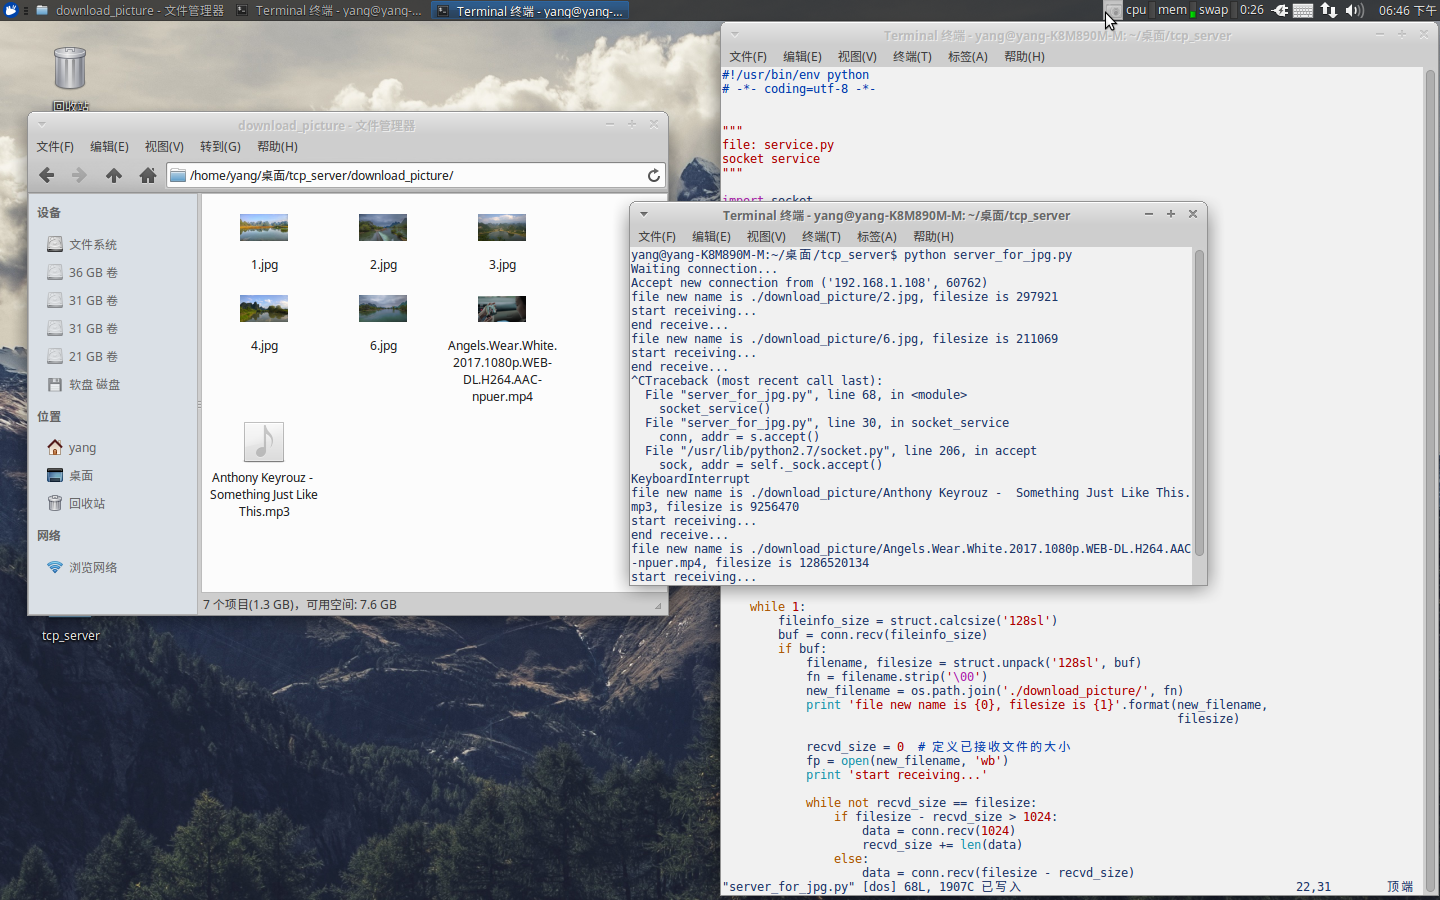 download_picture - 文件管理器
Terminal 终端 - yang@yang-...
Terminal 终端 - yang@yang-...
cpu
mem
swap
0:26
06:46 下午
回收站
download_picture - 文件管理器
文件(F) 编辑(E) 视图(V) 转到(G) 帮助(H)
/home/yang/桌面/tcp_server/download_picture/
设备
文件系统
36 GB 卷
31 GB 卷
31 GB 卷
21 GB 卷
软盘 磁盘
位置
yang
桌面
回收站
网络
浏览网络
1.jpg
2.jpg
3.jpg
4.jpg
6.jpg
Angels.Wear.White.
2017.1080p.WEB-
DL.H264.AAC-
npuer.mp4
Anthony Keyrouz -
Something Just Like
This.mp3
7 个项目(1.3 GB)，可用空间: 7.6 GB
tcp_server
Terminal 终端 - yang@yang-K8M890M-M: ~/桌面/tcp_server
文件(F) 编辑(E) 视图(V) 终端(T) 标签(A) 帮助(H)
#!/usr/bin/env python
# -*- coding=utf-8 -*-
"""
file: service.py
socket service
"""
import socket
Terminal 终端 - yang@yang-K8M890M-M: ~/桌面/tcp_server
文件(F) 编辑(E) 视图(V) 终端(T) 标签(A) 帮助(H)
yang@yang-K8M890M-M:~/桌面/tcp_server$ python server_for_jpg.py
Waiting connection...
Accept new connection from ('192.168.1.108', 60762)
file new name is ./download_picture/2.jpg, filesize is 297921
start receiving...
end receive...
file new name is ./download_picture/6.jpg, filesize is 211069
start receiving...
end receive...
^CTraceback (most recent call last):
  File "server_for_jpg.py", line 68, in <module>
    socket_service()
  File "server_for_jpg.py", line 30, in socket_service
    conn, addr = s.accept()
  File "/usr/lib/python2.7/socket.py", line 206, in accept
    sock, addr = self._sock.accept()
KeyboardInterrupt
file new name is ./download_picture/Anthony Keyrouz -  Something Just Like This.
mp3, filesize is 9256470
start receiving...
end receive...
file new name is ./download_picture/Angels.Wear.White.2017.1080p.WEB-DL.H264.AAC
-npuer.mp4, filesize is 1286520134
start receiving...
    while 1:
        fileinfo_size = struct.calcsize('128sl')
        buf = conn.recv(fileinfo_size)
        if buf:
            filename, filesize = struct.unpack('128sl', buf)
            fn = filename.strip('\00')
            new_filename = os.path.join('./download_picture/', fn)
            print 'file new name is {0}, filesize is {1}'.format(new_filename,
                                                                 filesize)
            recvd_size = 0  # 定义已接收文件的大小
            fp = open(new_filename, 'wb')
            print 'start receiving...'
            while not recvd_size == filesize:
                if filesize - recvd_size > 1024:
                    data = conn.recv(1024)
                    recvd_size += len(data)
                else:
                    data = conn.recv(filesize - recvd_size)
"server_for_jpg.py" [dos] 68L, 1907C 已写入 22,31 顶端